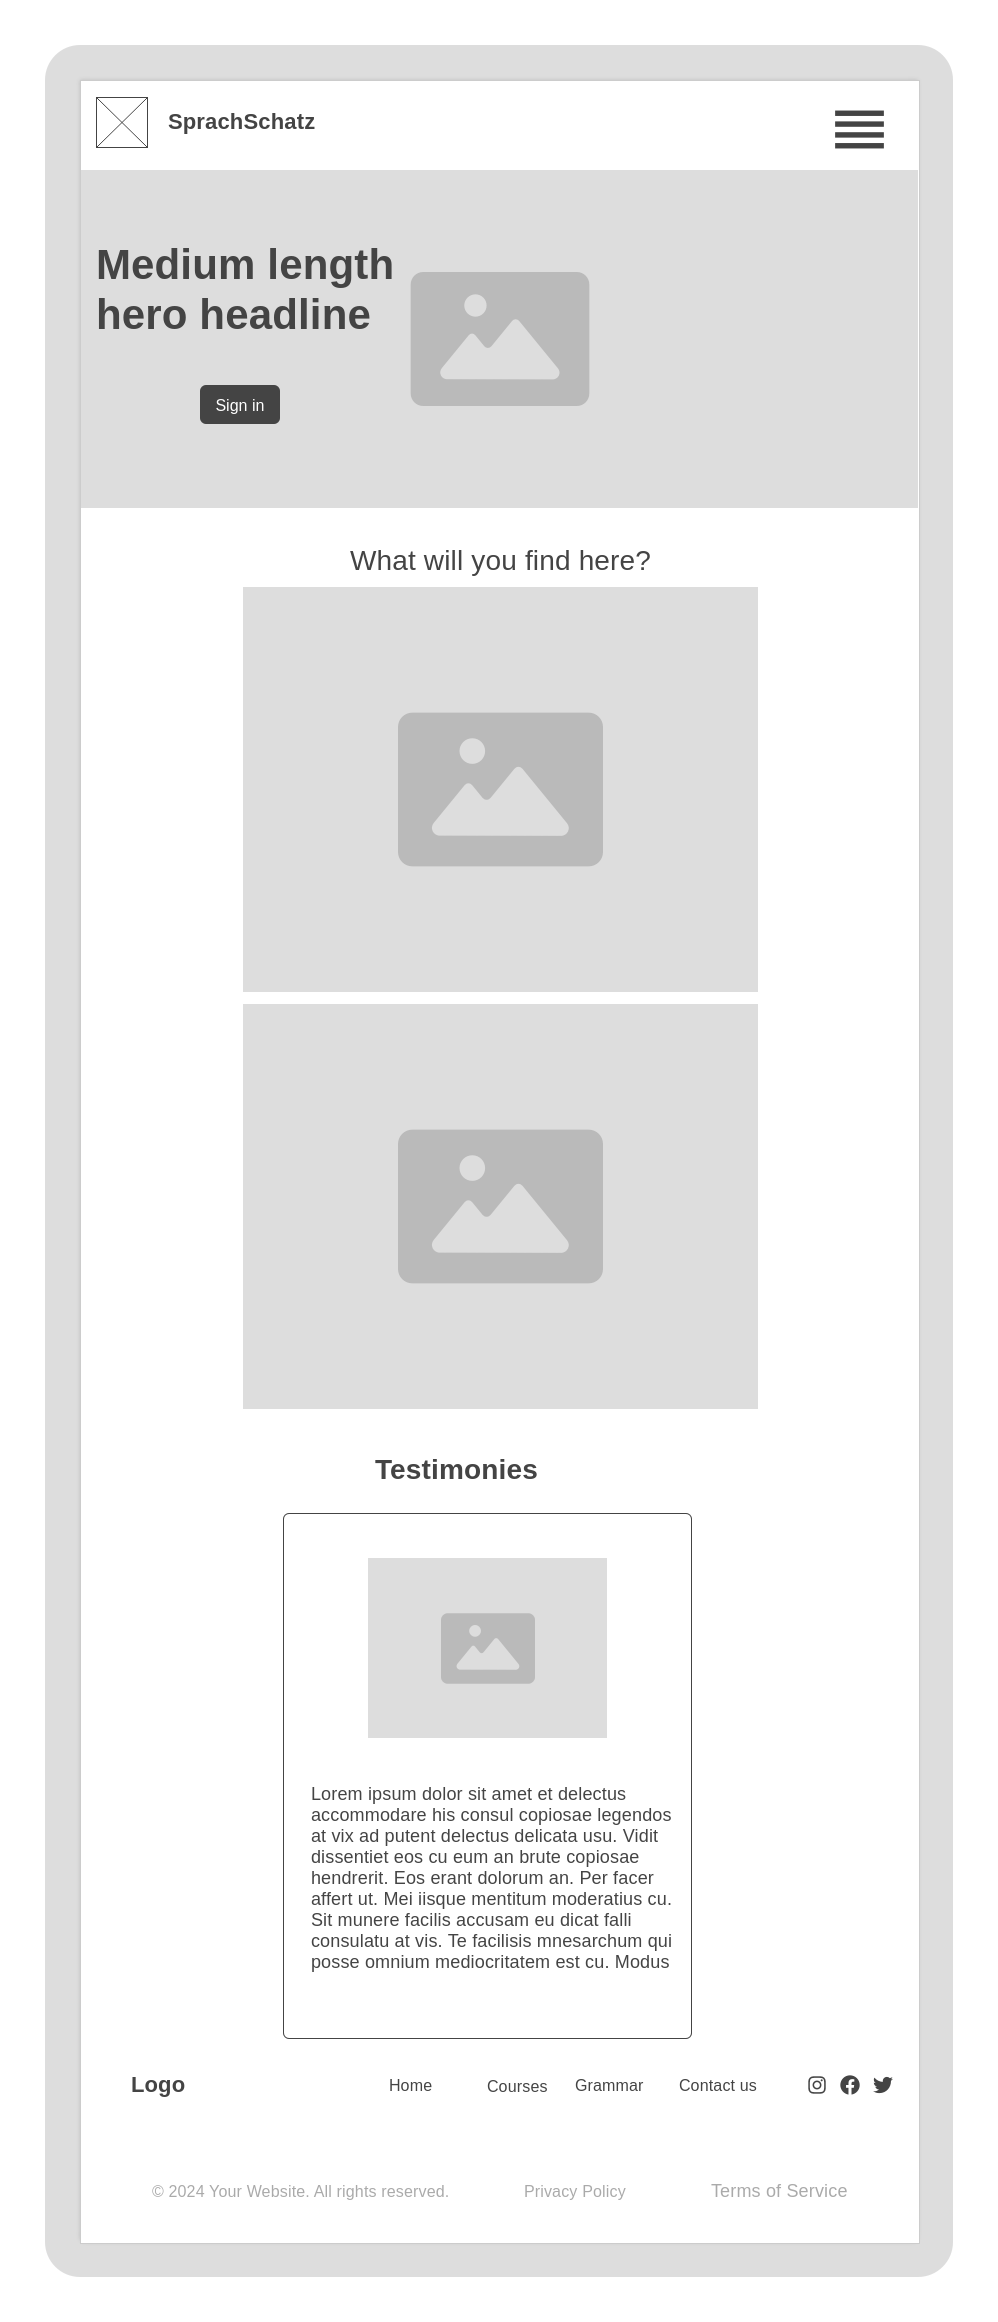 SprachSchatz
Medium length
hero headline
Sign in
What will you find here?
Testimonies
Lorem ipsum dolor sit amet et delectus
accommodare his consul copiosae legendos
at vix ad putent delectus delicata usu. Vidit
dissentiet eos cu eum an brute copiosae
hendrerit. Eos erant dolorum an. Per facer
affert ut. Mei iisque mentitum moderatius cu.
Sit munere facilis accusam eu dicat falli
consulatu at vis. Te facilisis mnesarchum qui
posse omnium mediocritatem est cu. Modus
Logo Home Courses Grammar Contact us
© 2024 Your Website. All rights reserved. Privacy Policy Terms of Service